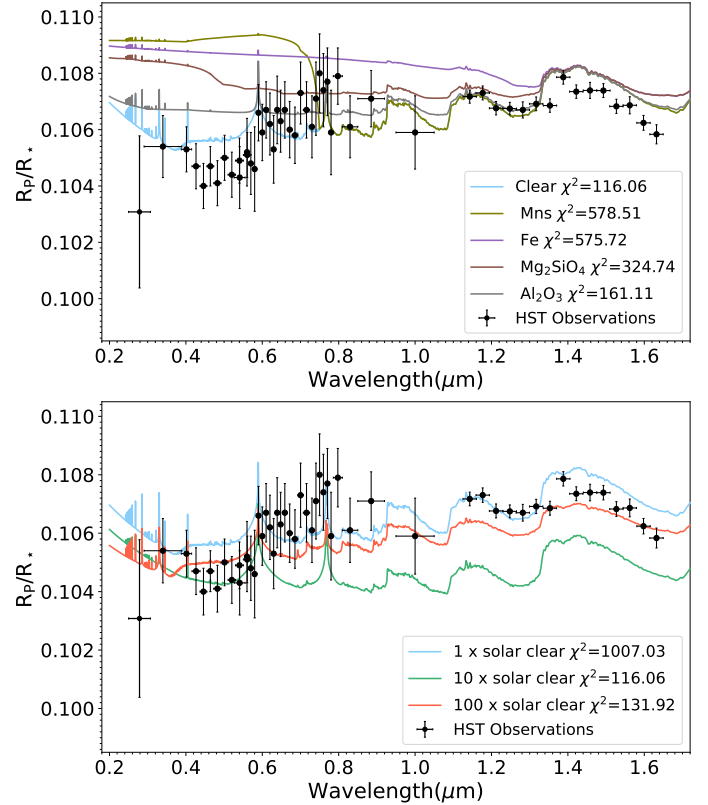 0.110
0.108
0.106
0.104
0.102
0.100
R_P/R_⋆
Clear χ²=116.06
Mns χ²=578.51
Fe χ²=575.72
Mg₂SiO₄ χ²=324.74
Al₂O₃ χ²=161.11
HST Observations
0.2 0.4 0.6 0.8 1.0 1.2 1.4 1.6
Wavelength(μm)
0.110
0.108
0.106
0.104
0.102
0.100
R_P/R_⋆
1 x solar clear χ²=1007.03
10 x solar clear χ²=116.06
100 x solar clear χ²=131.92
HST Observations
0.2 0.4 0.6 0.8 1.0 1.2 1.4 1.6
Wavelength(μm)